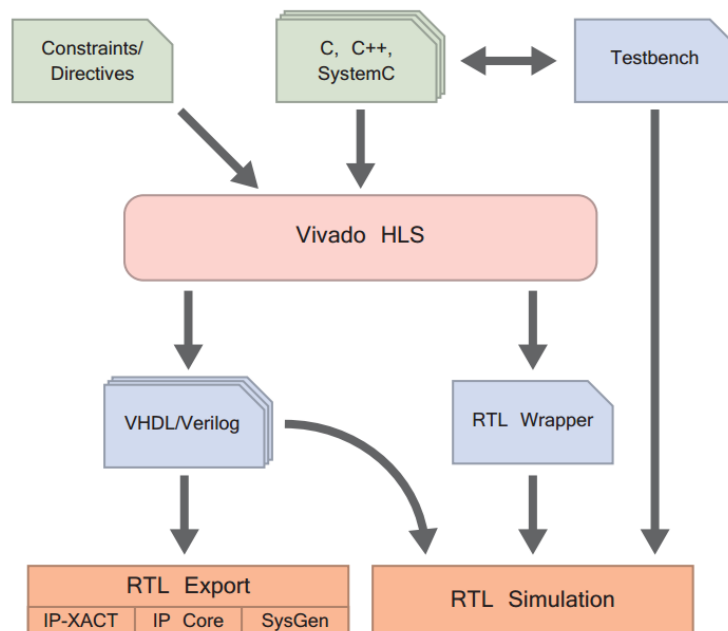 Constraints/
Directives
C, C++,
SystemC
Testbench
Vivado HLS
VHDL/Verilog
RTL Wrapper
RTL Export
IP-XACT
IP Core
SysGen
RTL Simulation